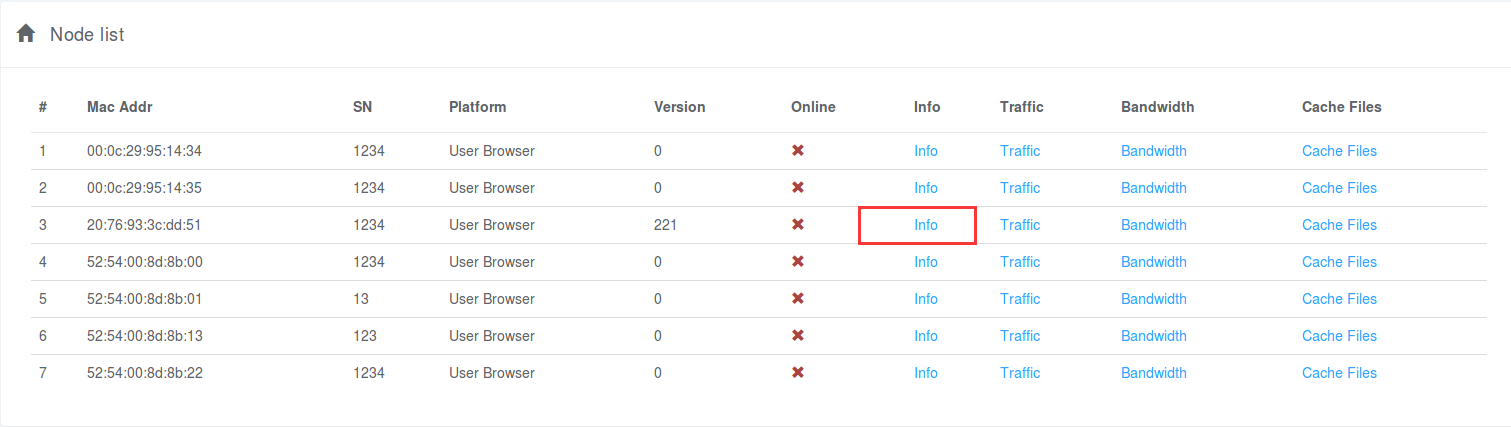 Node list
# Mac Addr SN Platform Version Online Info Traffic Bandwidth Cache Files
1 00:0c:29:95:14:34 1234 User Browser 0 ✖ Info Traffic Bandwidth Cache Files
2 00:0c:29:95:14:35 1234 User Browser 0 ✖ Info Traffic Bandwidth Cache Files
3 20:76:93:3c:dd:51 1234 User Browser 221 ✖ Info Traffic Bandwidth Cache Files
4 52:54:00:8d:8b:00 1234 User Browser 0 ✖ Info Traffic Bandwidth Cache Files
5 52:54:00:8d:8b:01 13 User Browser 0 ✖ Info Traffic Bandwidth Cache Files
6 52:54:00:8d:8b:13 123 User Browser 0 ✖ Info Traffic Bandwidth Cache Files
7 52:54:00:8d:8b:22 1234 User Browser 0 ✖ Info Traffic Bandwidth Cache Files